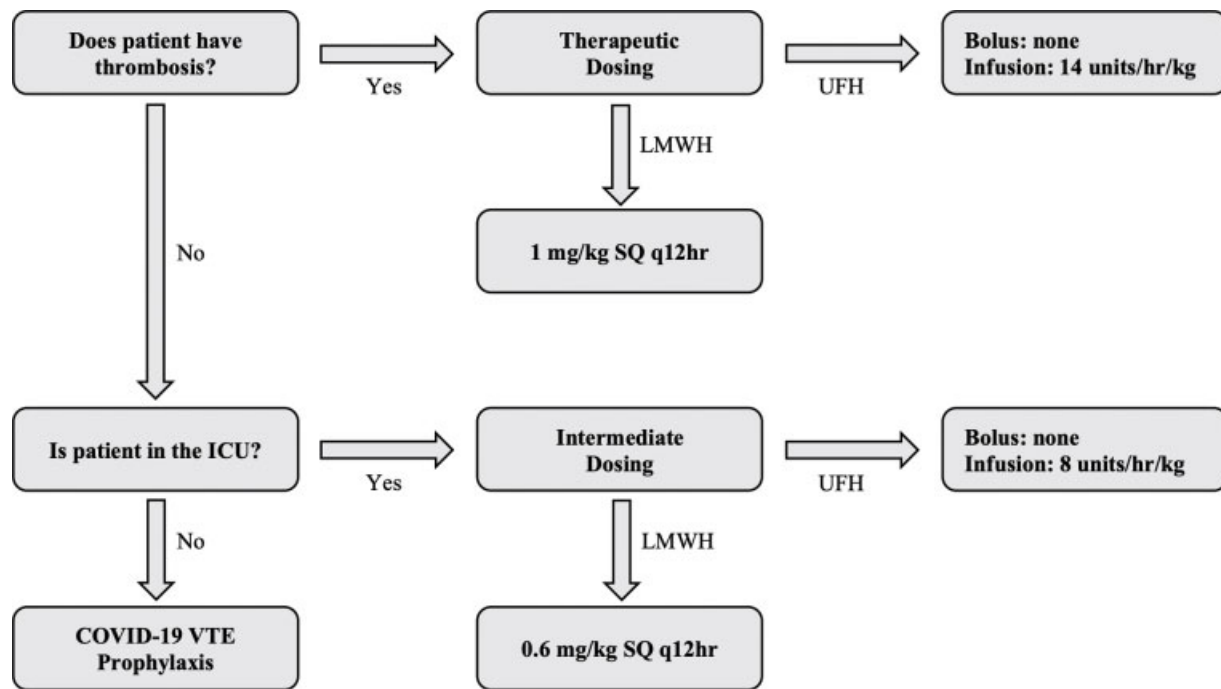 Does patient have
thrombosis?
Yes
Therapeutic
Dosing
UFH
Bolus: none
Infusion: 14 units/hr/kg
LMWH
1 mg/kg SQ q12hr
No
Is patient in the ICU?
Yes
Intermediate
Dosing
UFH
Bolus: none
Infusion: 8 units/hr/kg
LMWH
0.6 mg/kg SQ q12hr
No
COVID-19 VTE
Prophylaxis